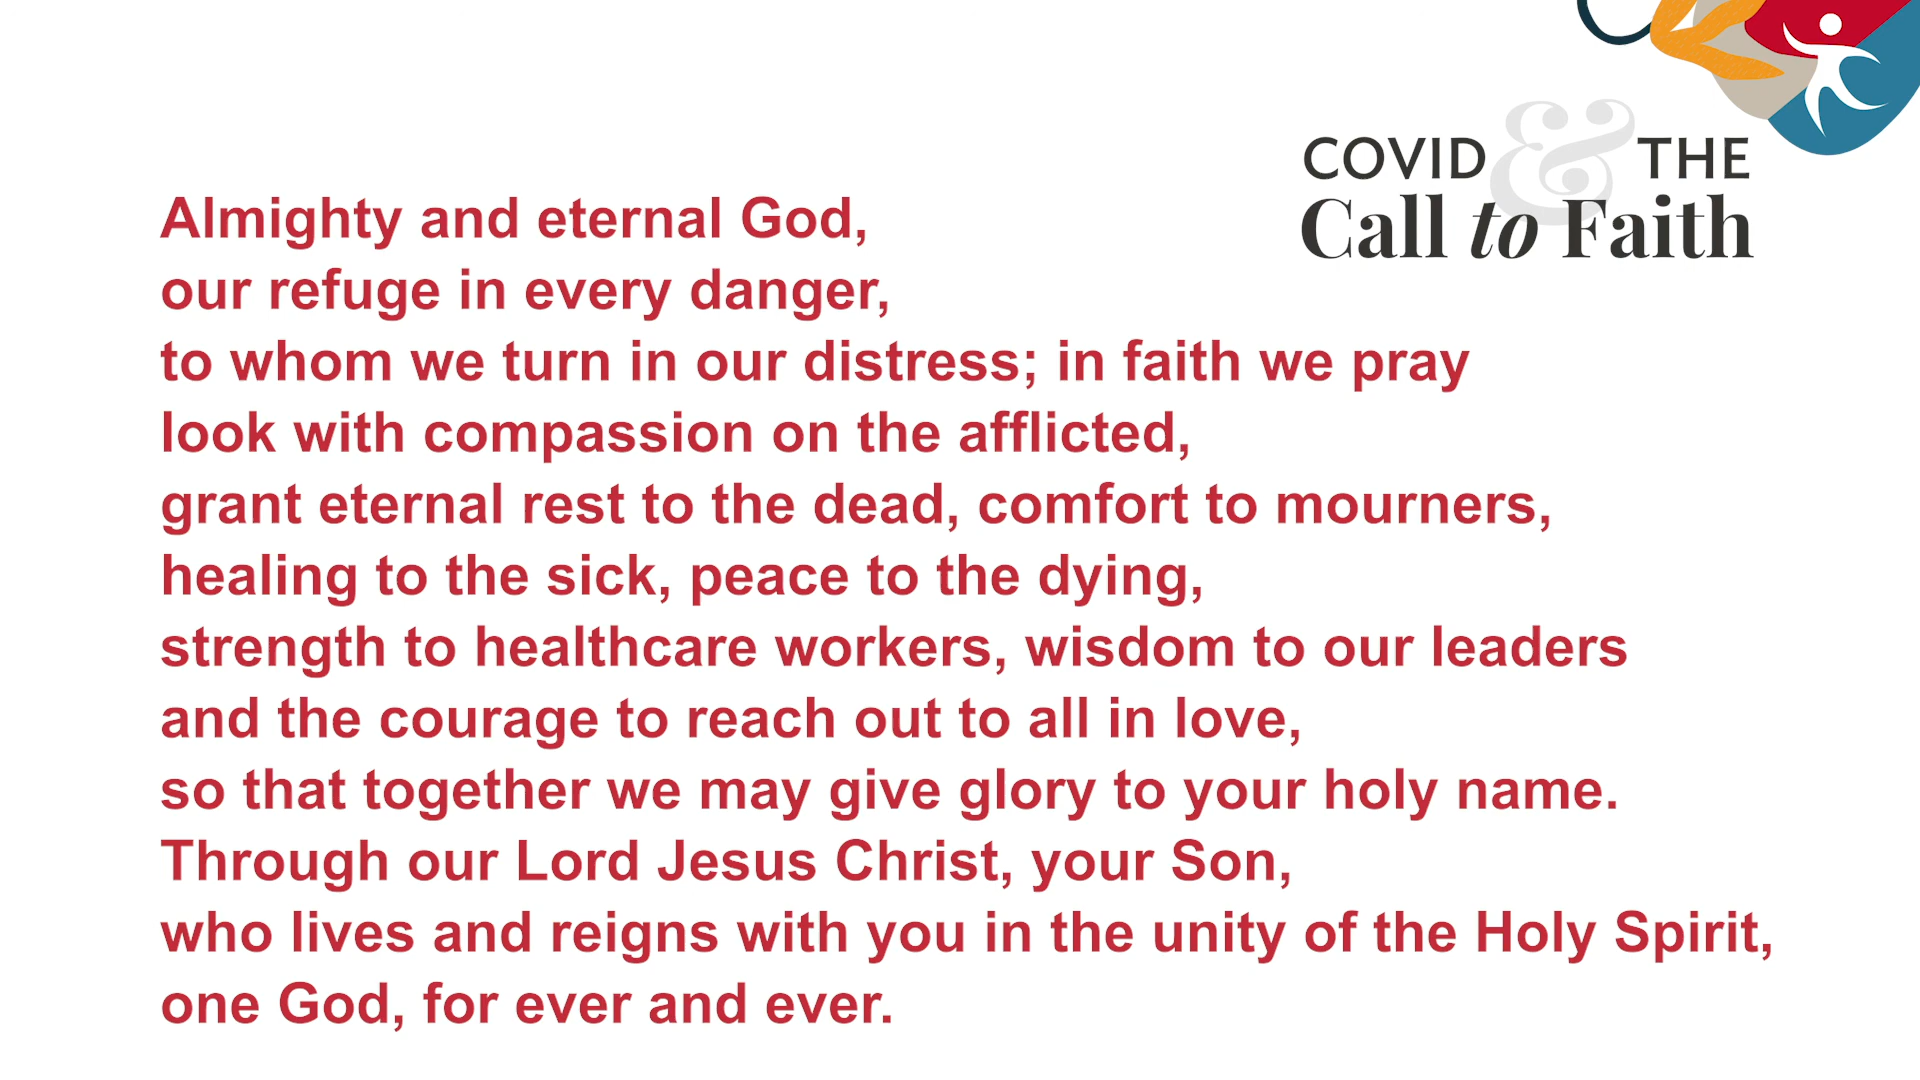 COVID & THE
Call to Faith
Almighty and eternal God,
our refuge in every danger,
to whom we turn in our distress; in faith we pray
look with compassion on the afflicted,
grant eternal rest to the dead, comfort to mourners,
healing to the sick, peace to the dying,
strength to healthcare workers, wisdom to our leaders
and the courage to reach out to all in love,
so that together we may give glory to your holy name.
Through our Lord Jesus Christ, your Son,
who lives and reigns with you in the unity of the Holy Spirit,
one God, for ever and ever.